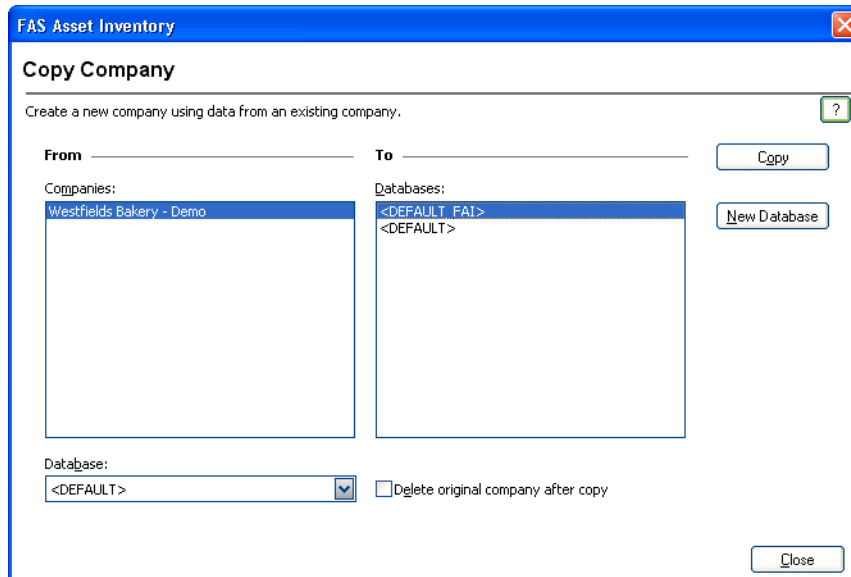 FAS Asset Inventory
Copy Company
Create a new company using data from an existing company.
?
From
To
Copy
Companies:
Databases:
Westfields Bakery - Demo
<DEFAULT_FAI>
<DEFAULT>
New Database
Database:
<DEFAULT>
Delete original company after copy
Close